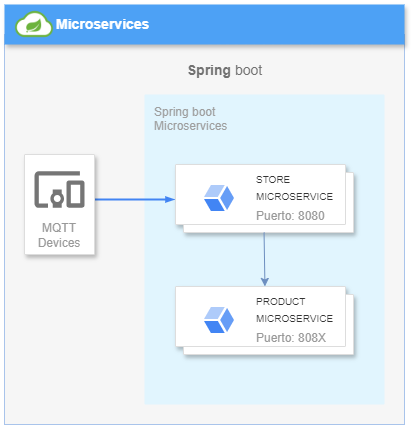 Microservices
Spring boot
Spring boot
Microservices
STORE
MICROSERVICE
Puerto: 8080
MQTT
Devices
PRODUCT
MICROSERVICE
Puerto: 808X